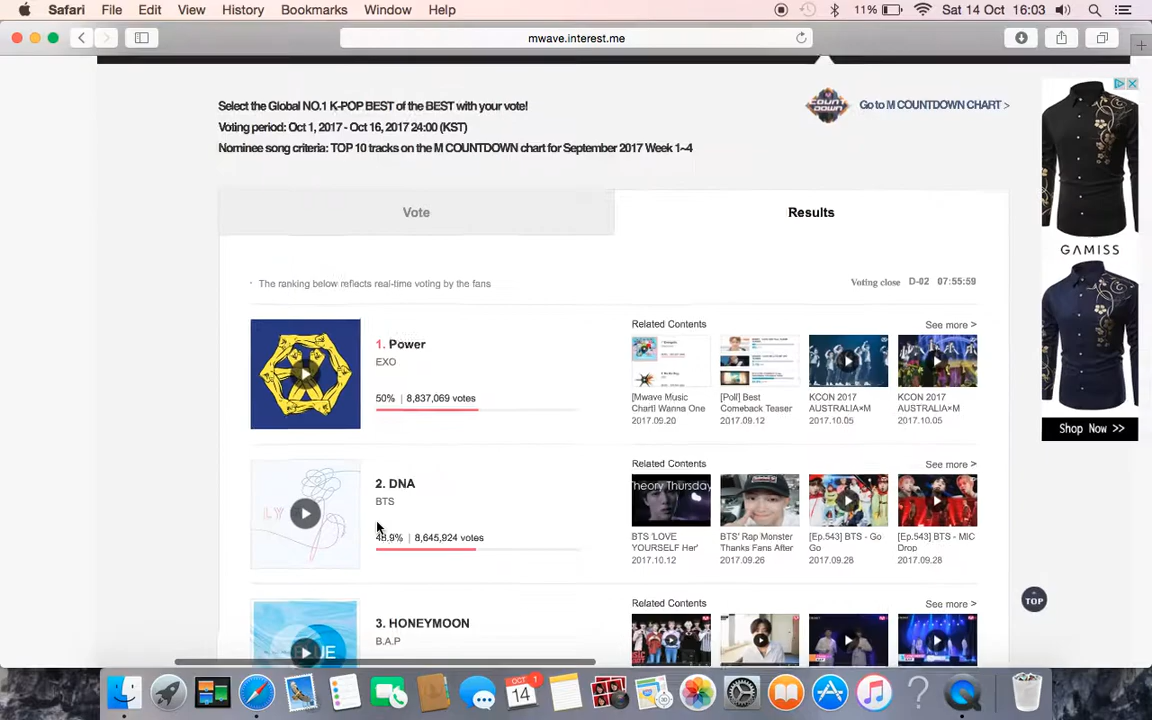 Safari File Edit View History Bookmarks Window Help 11% Sat 14 Oct 16:03
mwave.interest.me
Select the Global NO.1 K-POP BEST of the BEST with your vote!
Voting period: Oct 1, 2017 - Oct 16, 2017 24:00 (KST)
Nominee song criteria: TOP 10 tracks on the M COUNTDOWN chart for September 2017 Week 1~4
COUNT DOWN
Go to M COUNTDOWN CHART >
Vote
Results
· The ranking below reflects real-time voting by the fans
Voting close D-02 07:55:59
1. Power
EXO
50% | 8,837,069 votes
Related Contents
See more >
[Mwave Music Chart] Wanna One
2017.09.20
[Poll] Best Comeback Teaser
2017.09.12
KCON 2017 AUSTRALIA×M
2017.10.05
KCON 2017 AUSTRALIA×M
2017.10.05
LY
2. DNA
BTS
48.9% | 8,645,924 votes
Related Contents
See more >
Theory Thursday
BTS 'LOVE YOURSELF Her'
2017.10.12
BTS' Rap Monster Thanks Fans After
2017.09.26
[Ep.543] BTS - Go Go
2017.09.28
[Ep.543] BTS - MIC Drop
2017.09.28
BLUE
3. HONEYMOON
B.A.P
Related Contents
See more >
TOP
GAMISS
Shop Now >>
OCT
14
1